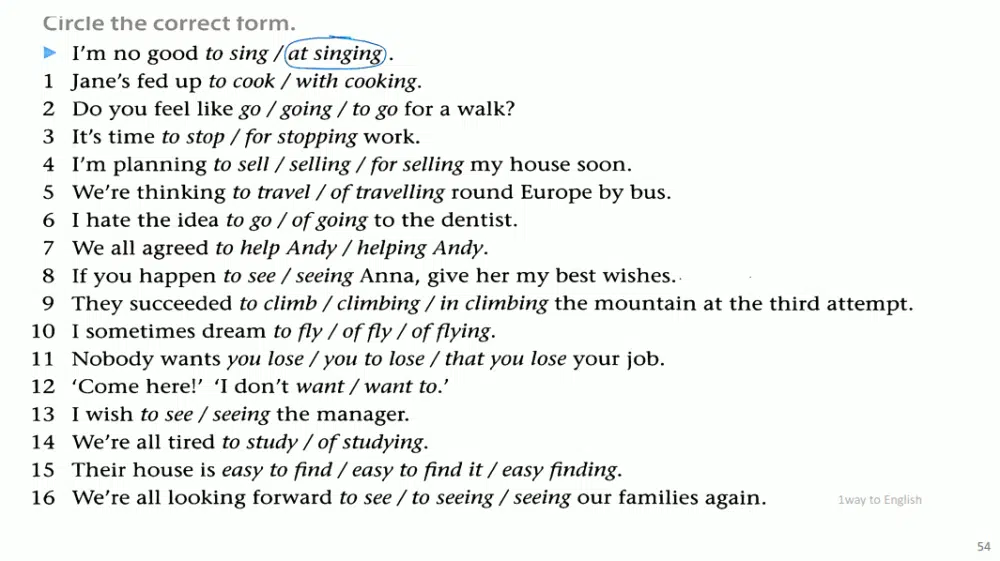 Circle the correct form.
I'm no good to sing / at singing.
1 Jane's fed up to cook / with cooking.
2 Do you feel like go / going / to go for a walk?
3 It's time to stop / for stopping work.
4 I'm planning to sell / selling / for selling my house soon.
5 We're thinking to travel / of travelling round Europe by bus.
6 I hate the idea to go / of going to the dentist.
7 We all agreed to help Andy / helping Andy.
8 If you happen to see / seeing Anna, give her my best wishes.
9 They succeeded to climb / climbing / in climbing the mountain at the third attempt.
10 I sometimes dream to fly / of fly / of flying.
11 Nobody wants you lose / you to lose / that you lose your job.
12 ‘Come here!’ ‘I don't want / want to.’
13 I wish to see / seeing the manager.
14 We're all tired to study / of studying.
15 Their house is easy to find / easy to find it / easy finding.
16 We're all looking forward to see / to seeing / seeing our families again.
1way to English
54